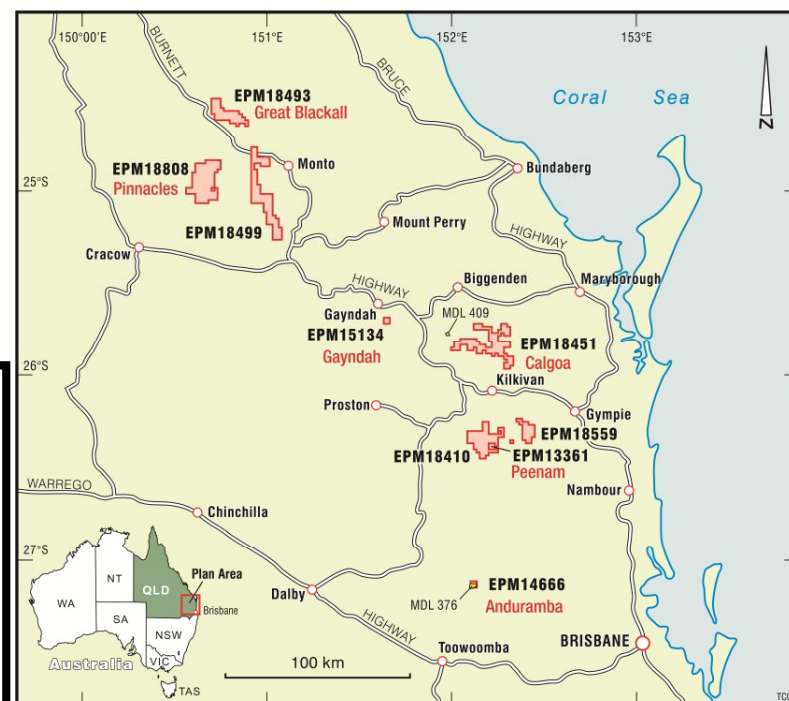 150°00'E
151°
152°
153°
BURNETT
BRUCE
EPM18493
Great Blackall
Coral Sea
N
EPM18808
Pinnacles
Monto
Bundaberg
25°S
EPM18499
Mount Perry
HIGHWAY
Cracow
HIGHWAY
Biggenden
Maryborough
Gayndah
MDL 409
EPM15134
Gayndah
EPM18451
Calgoa
26°S
Kilkivan
Proston
Gympie
EPM18410
EPM18559
EPM13361
Peenam
Nambour
WARREGO
Chinchilla
27°S
Plan Area
NT
QLD
WA
Brisbane
SA
NSW
VIC
Australia
TAS
Dalby
MDL 376
EPM14666
Anduramba
HIGHWAY
BRISBANE
Toowoomba
100 km